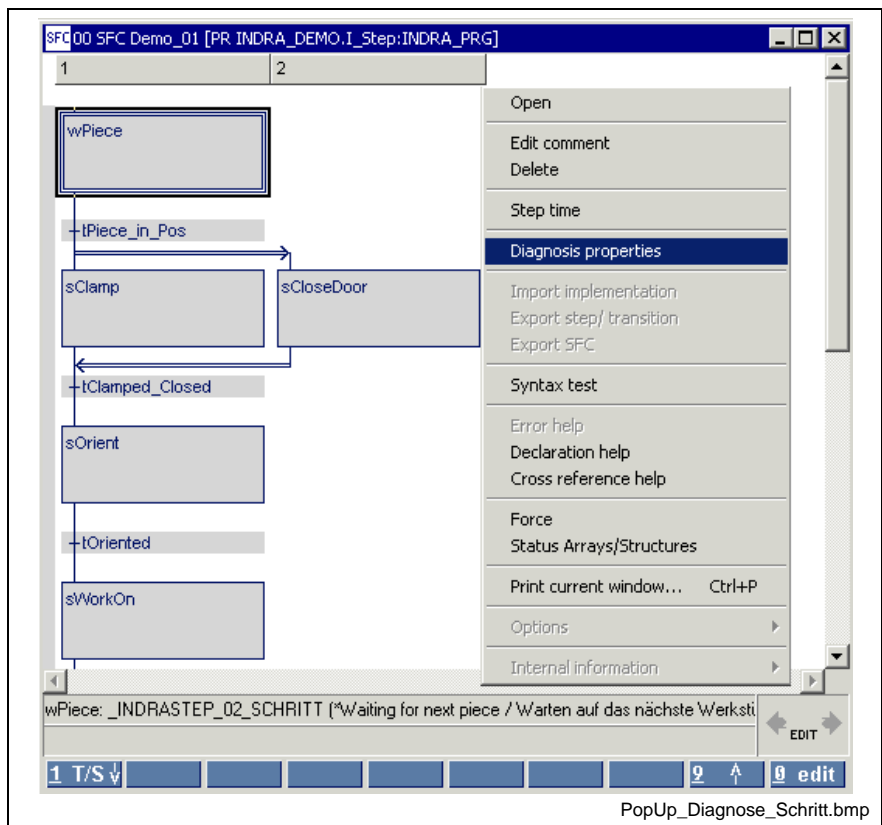 SFC 00 SFC Demo_01 [PR INDRA_DEMO.I_Step:INDRA_PRG]
1 2
wPiece
tPiece_in_Pos
sClamp sCloseDoor
tClamped_Closed
sOrient
tOriented
sWorkOn
Open
Edit comment
Delete
Step time
Diagnosis properties
Import implementation
Export step/ transition
Export SFC
Syntax test
Error help
Declaration help
Cross reference help
Force
Status Arrays/Structures
Print current window... Ctrl+P
Options
Internal information
wPiece: _INDRASTEP_02_SCHRITT (*Waiting for next piece / Warten auf das nächste
EDIT
1 T/S 9 0 edit
PopUp_Diagnose_Schritt.bmp